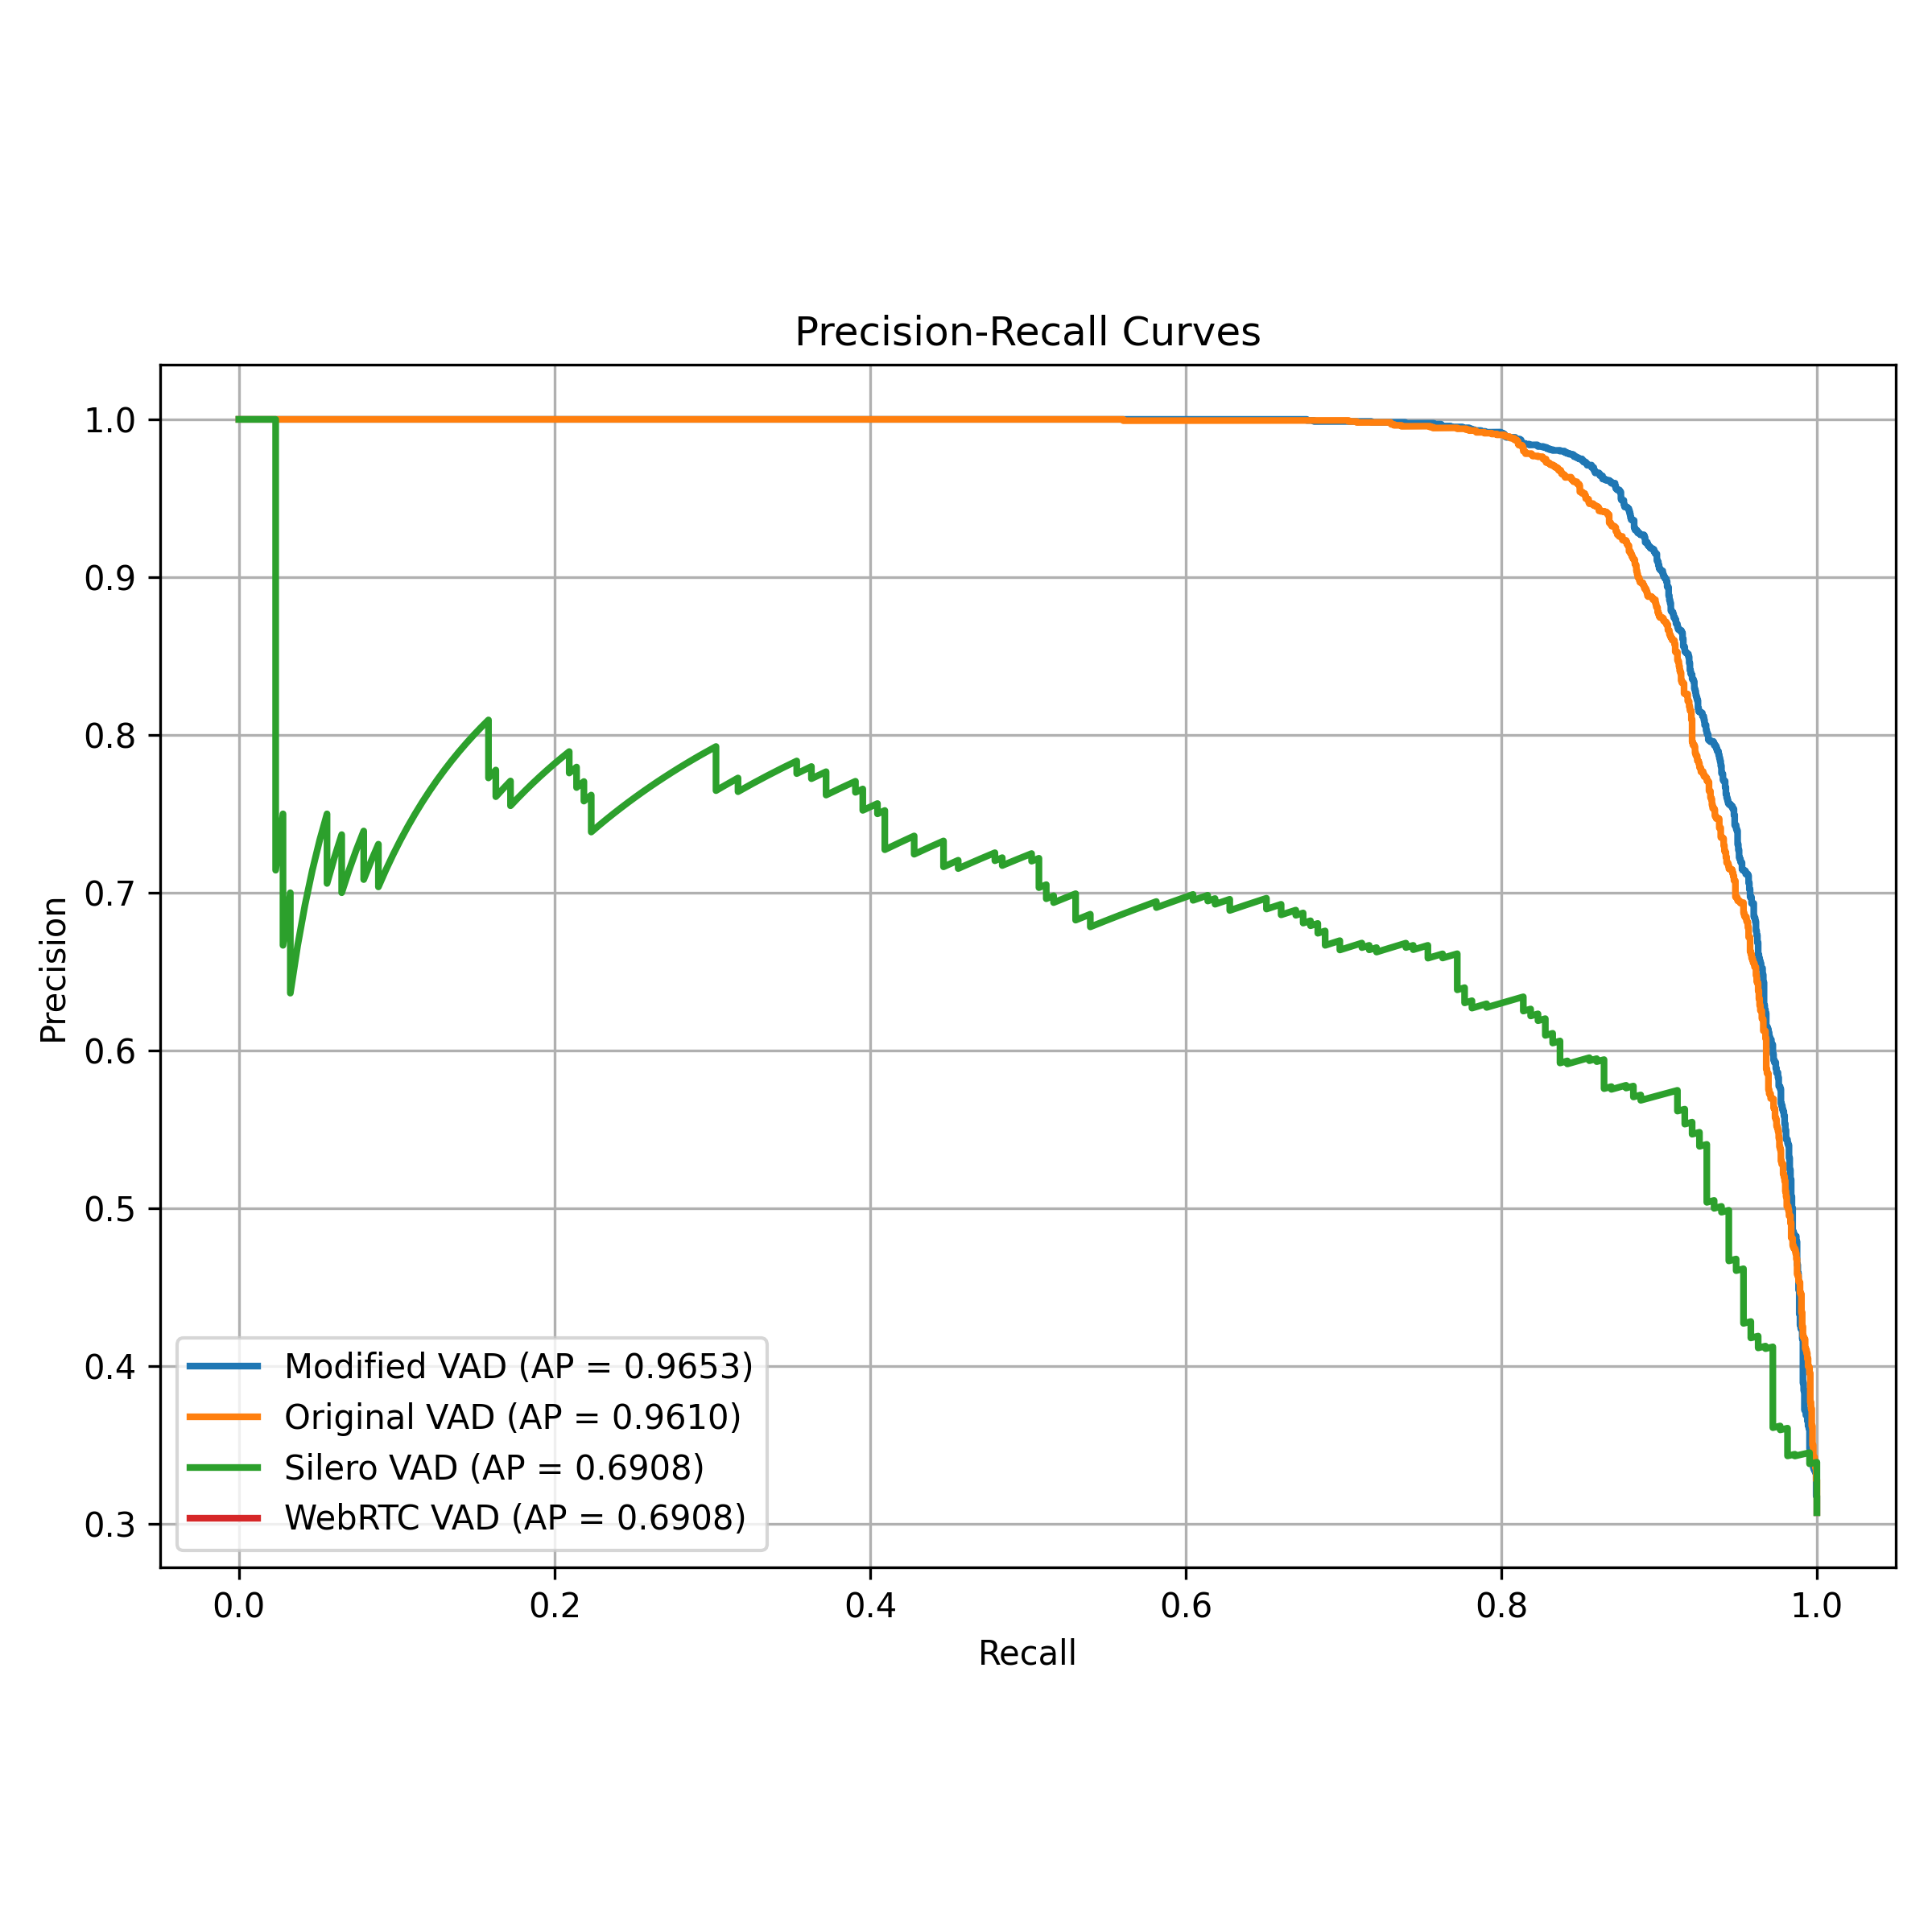 Precision-Recall Curves
1.0
0.9
0.8
0.7
0.6
0.5
0.4
0.3
Precision
Modified VAD (AP = 0.9653)
Original VAD (AP = 0.9610)
Silero VAD (AP = 0.6908)
WebRTC VAD (AP = 0.6908)
0.0 0.2 0.4 0.6 0.8 1.0
Recall